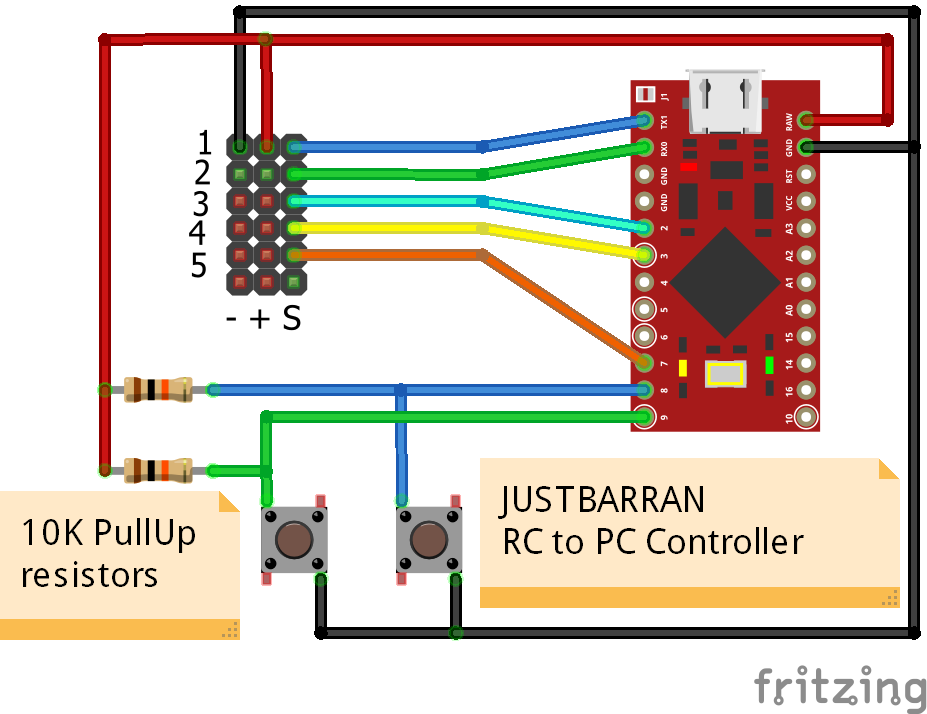 J1
TX1
RX0
GND
GND
2
3
4
5
6
7
8
9
RAW
GND
RST
VCC
A3
A2
A1
A0
15
14
16
10
1
2
3
4
5
- + S
10K PullUp
resistors
JUSTBARRAN
RC to PC Controller
fritzing